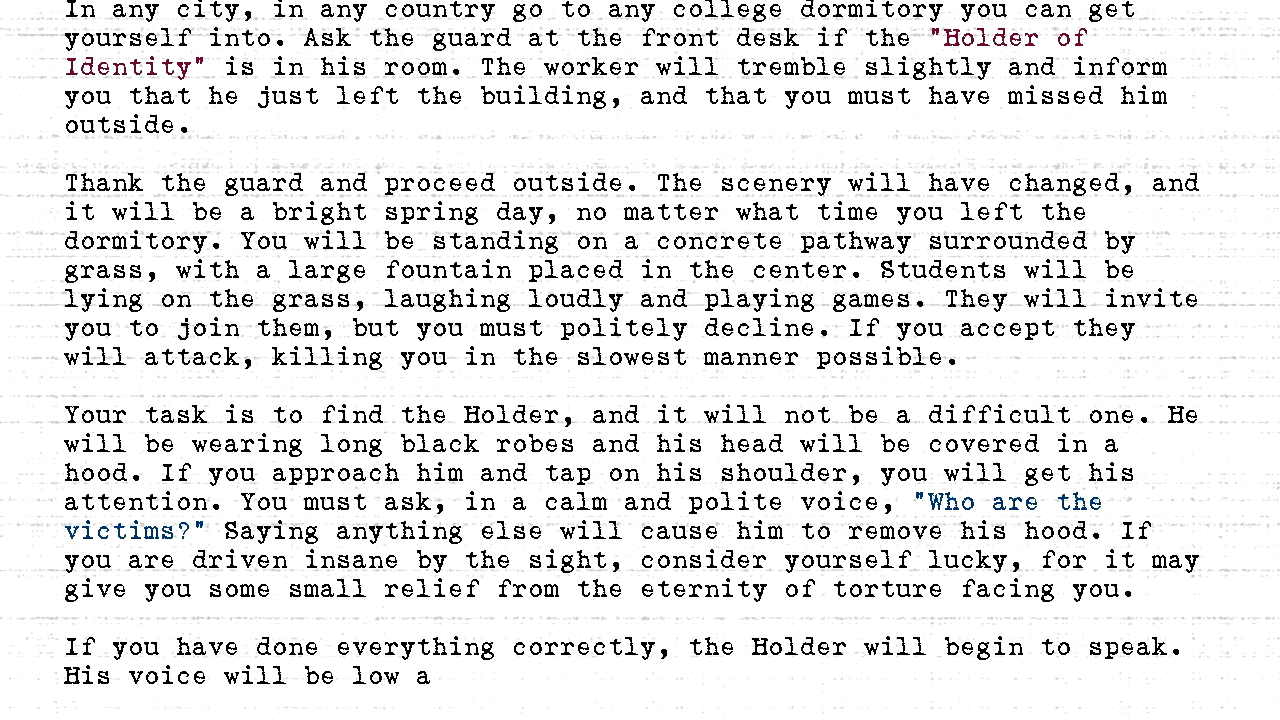 In any city, in any country go to any college dormitory you can get
yourself into. Ask the guard at the front desk if the "Holder of
Identity" is in his room. The worker will tremble slightly and inform
you that he just left the building, and that you must have missed him
outside.
Thank the guard and proceed outside. The scenery will have changed, and
it will be a bright spring day, no matter what time you left the
dormitory. You will be standing on a concrete pathway surrounded by
grass, with a large fountain placed in the center. Students will be
lying on the grass, laughing loudly and playing games. They will invite
you to join them, but you must politely decline. If you accept they
will attack, killing you in the slowest manner possible.
Your task is to find the Holder, and it will not be a difficult one. He
will be wearing long black robes and his head will be covered in a
hood. If you approach him and tap on his shoulder, you will get his
attention. You must ask, in a calm and polite voice, "Who are the
victims?" Saying anything else will cause him to remove his hood. If
you are driven insane by the sight, consider yourself lucky, for it may
give you some small relief from the eternity of torture facing you.
If you have done everything correctly, the Holder will begin to speak.
His voice will be low a